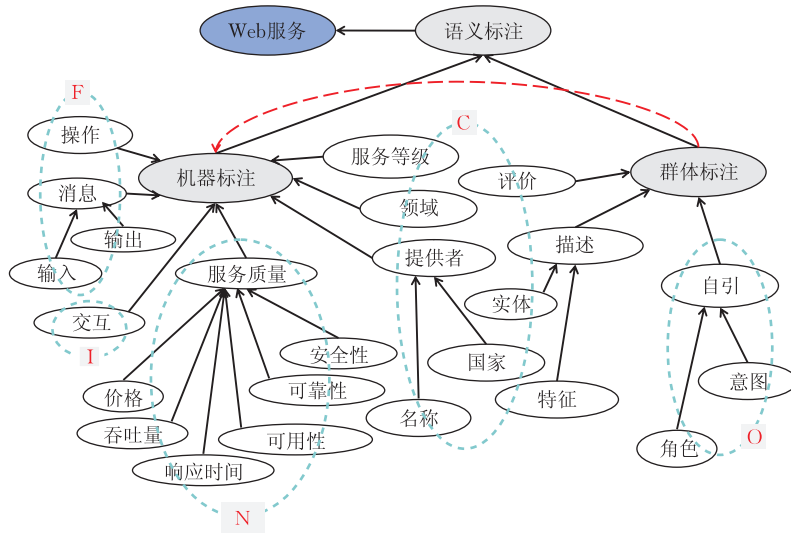 Web服务
语义标注
F
C
操作
服务等级
机器标注
评价
群体标注
消息
领域
输出
描述
提供者
输入
服务质量
自引
实体
交互
I
安全性
国家
价格
可靠性
意图
特征
名称
吞吐量
可用性
角色
O
响应时间
N